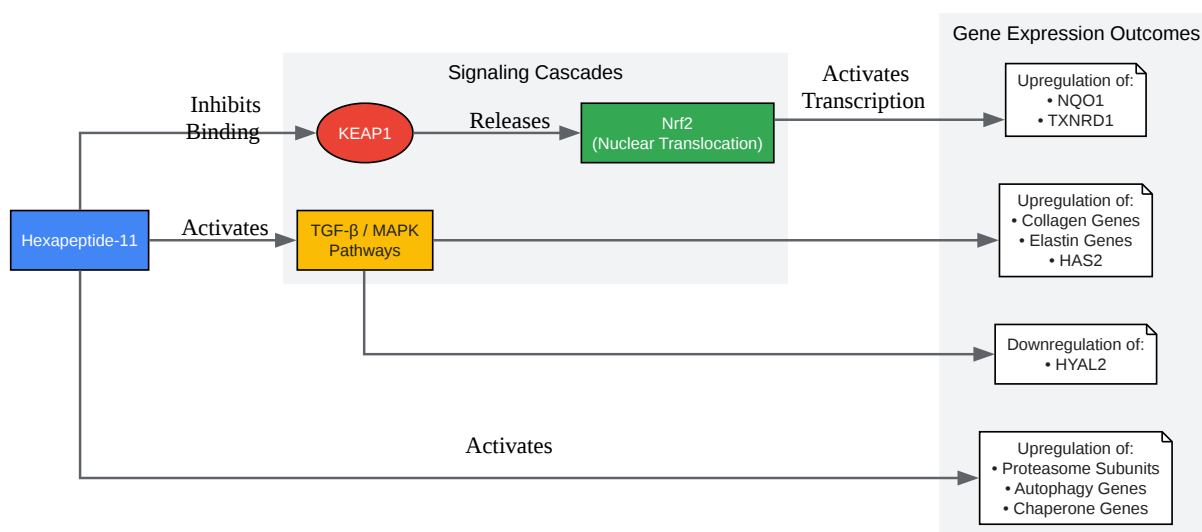 Gene Expression Outcomes
Signaling Cascades
Activates
Transcription
Upregulation of:
• NQO1
• TXNRD1
Inhibits
Binding
KEAP1
Releases
Nrf2
(Nuclear Translocation)
Hexapeptide-11
Activates
TGF-β / MAPK
Pathways
Upregulation of:
• Collagen Genes
• Elastin Genes
• HAS2
Downregulation of:
• HYAL2
Activates
Upregulation of:
• Proteasome Subunits
• Autophagy Genes
• Chaperone Genes